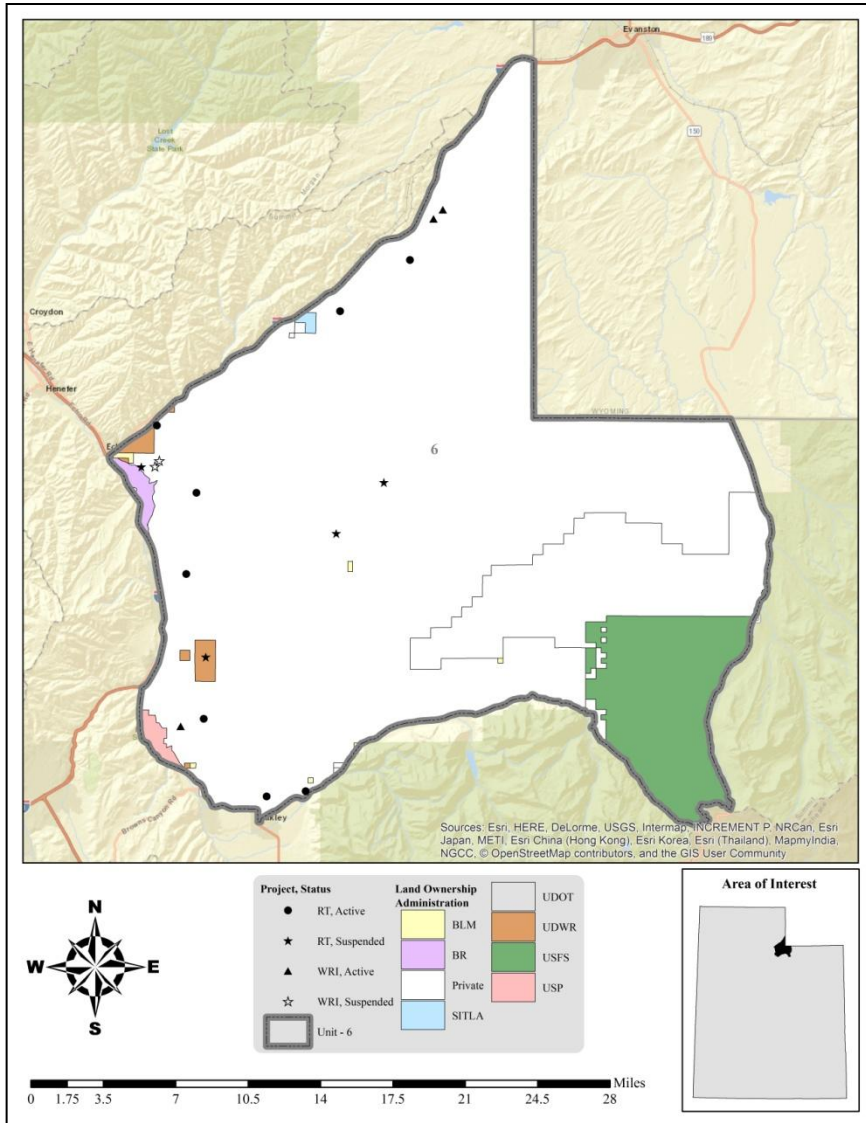 Evanston
189
150
Lost
Creek
State Park
Croydon
Henefer
WYOMING
6
Browns Canyon Rd
Sources: Esri, HERE, DeLorme, USGS, Intermap, INCREMENT P, NRCan, Esri
Japan, METI, Esri China (Hong Kong), Esri Korea, Esri (Thailand), MapmyIndia,
NGCC, © OpenStreetMap contributors, and the GIS User Community
N
W E
S
Project, Status
RT, Active
RT, Suspended
WRI, Active
WRI, Suspended
Unit - 6
Land Ownership
Administration
BLM
BR
Private
SITLA
UDOT
UDWR
USFS
USP
Area of Interest
Miles
0 1.75 3.5 7 10.5 14 17.5 21 24.5 28